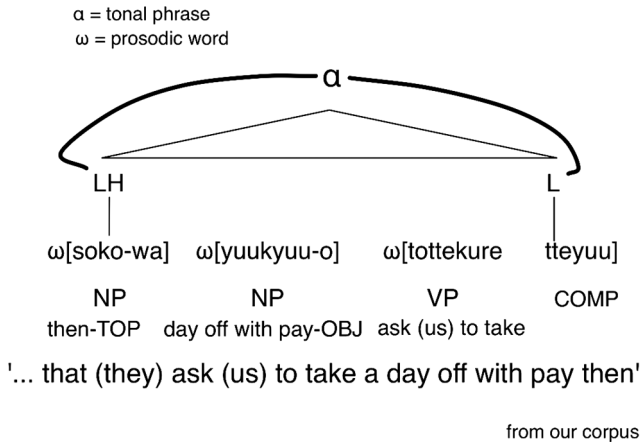 α = tonal phrase
ω = prosodic word
α
LH L
ω[soko-wa] ω[yuukyuu-o] ω[tottekure tteyuu]
NP NP VP COMP
then-TOP day off with pay-OBJ ask (us) to take
'... that (they) ask (us) to take a day off with pay then'
from our corpus